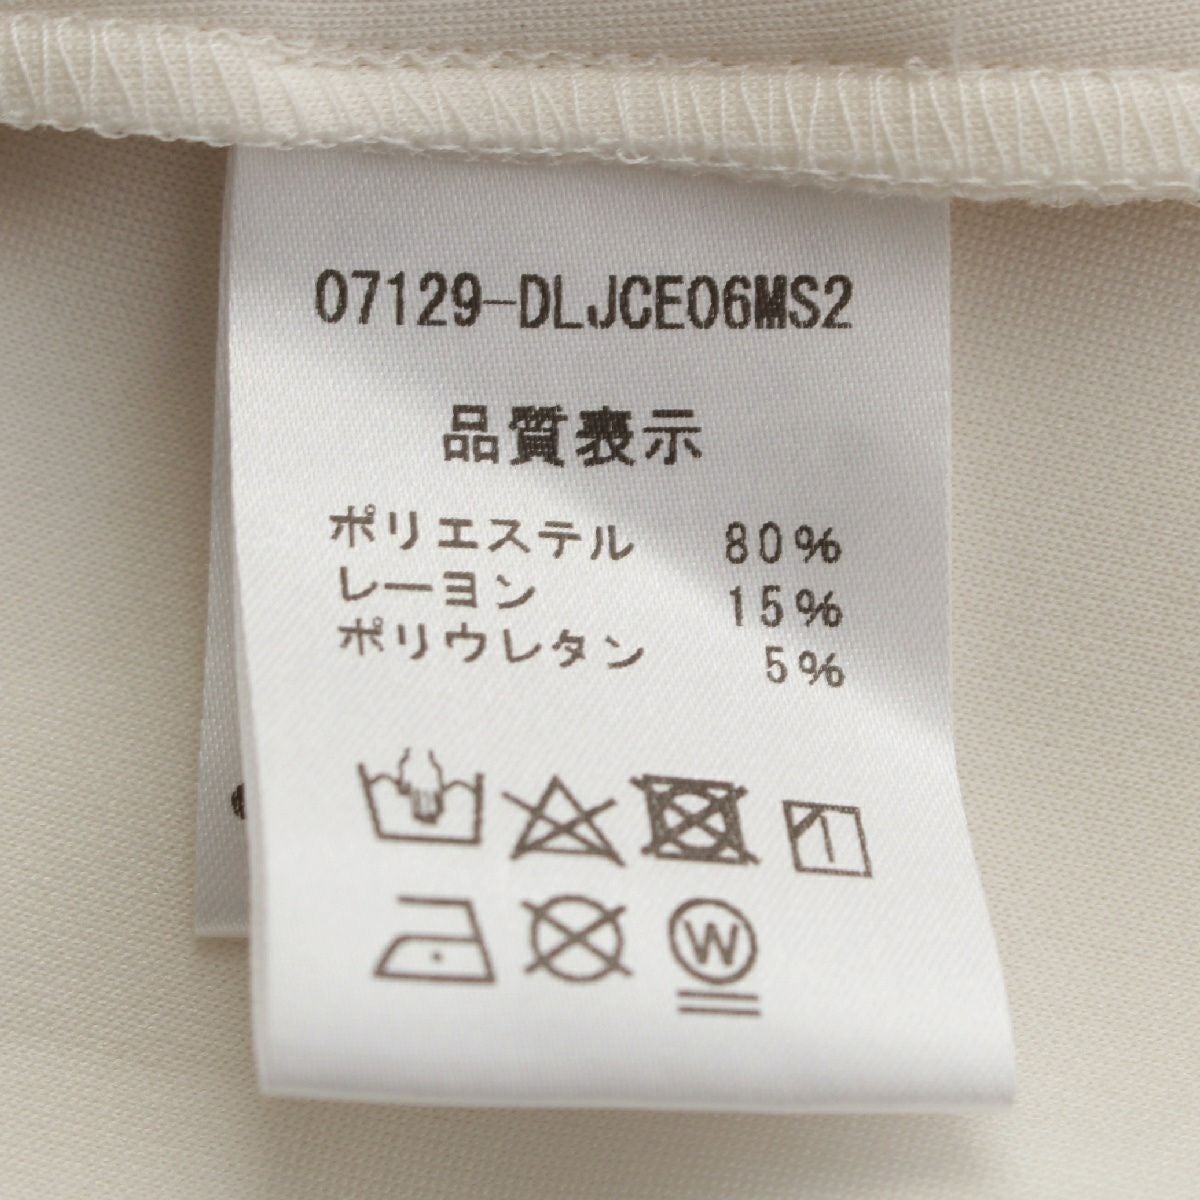 07129-DLJCE06MS2
品質表示
ポリエステル 80%
レーヨン 15%
ポリウレタン 5%
W